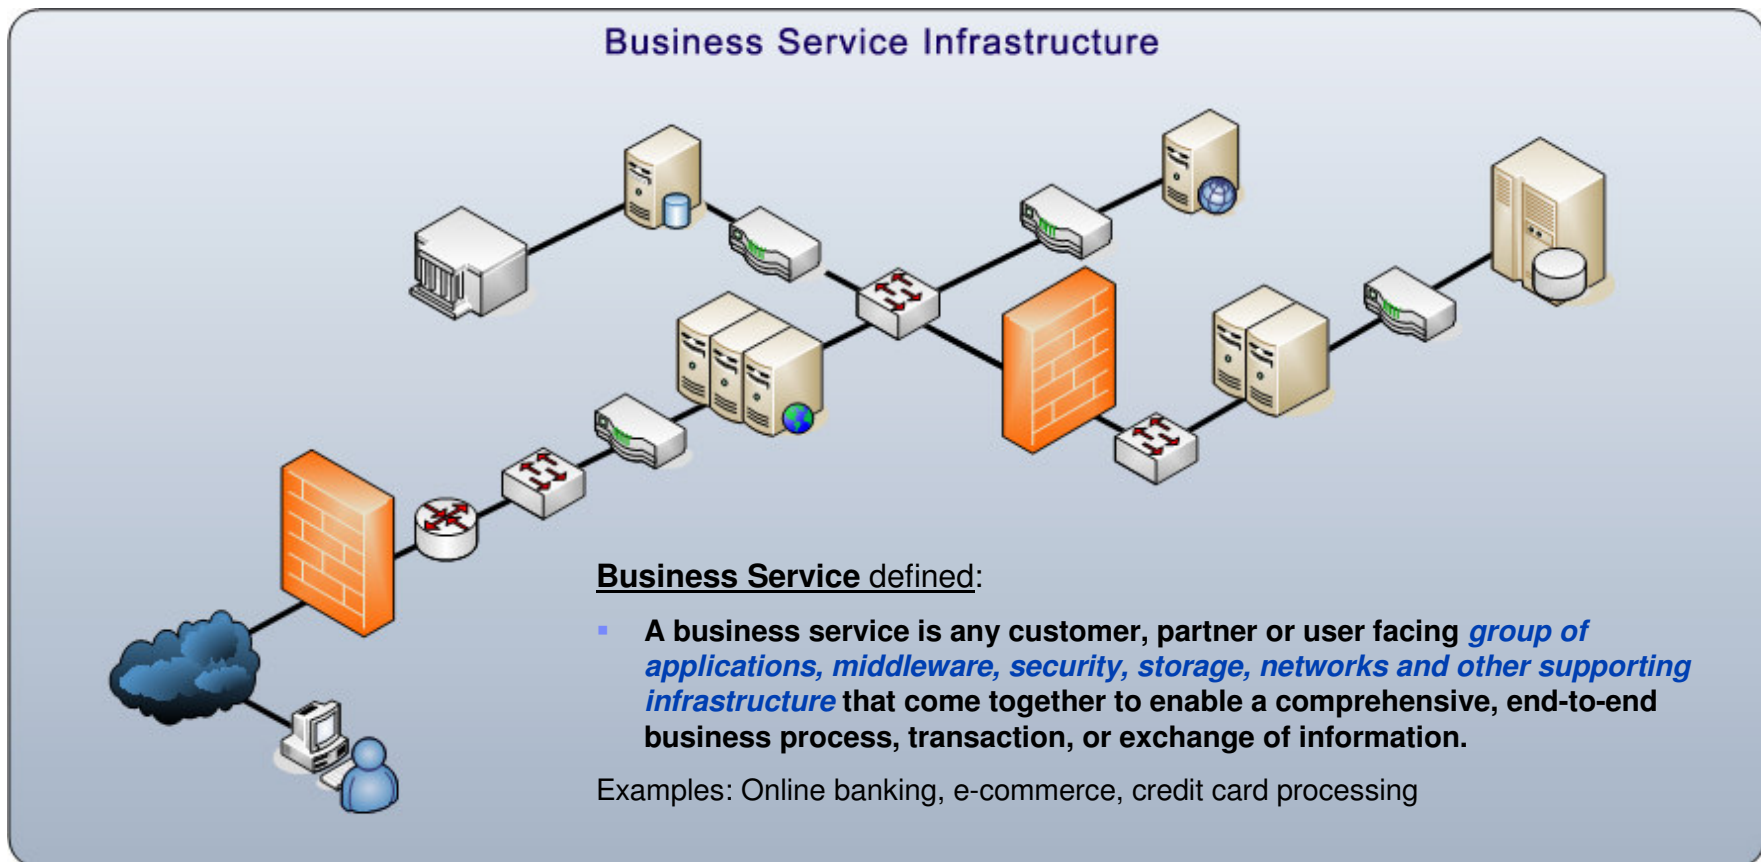 Business Service Infrastructure
Business Service defined:
▪ A business service is any customer, partner or user facing group of
applications, middleware, security, storage, networks and other supporting
infrastructure that come together to enable a comprehensive, end-to-end
business process, transaction, or exchange of information.
Examples: Online banking, e-commerce, credit card processing